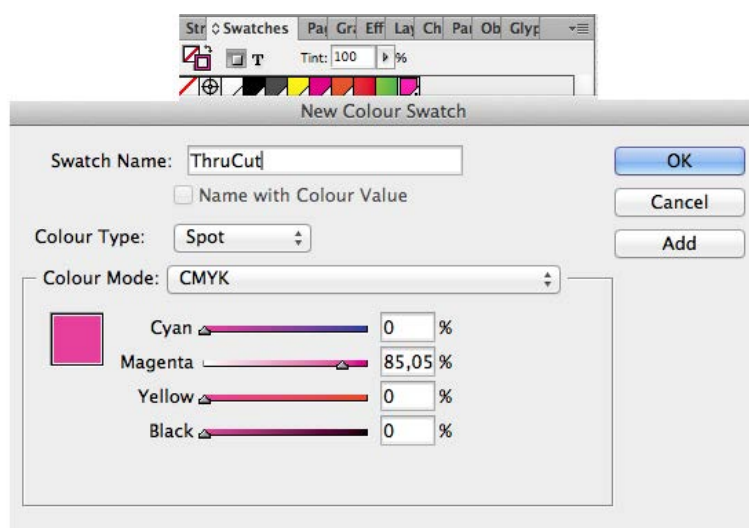 Str Swatches Pa Gra Eff Lay Ch Pai Ob Glyp
T Tint: 100 %
New Colour Swatch
Swatch Name: ThruCut OK
Name with Colour Value Cancel
Colour Type: Spot Add
Colour Mode: CMYK
Cyan 0 %
Magenta 85,05 %
Yellow 0 %
Black 0 %